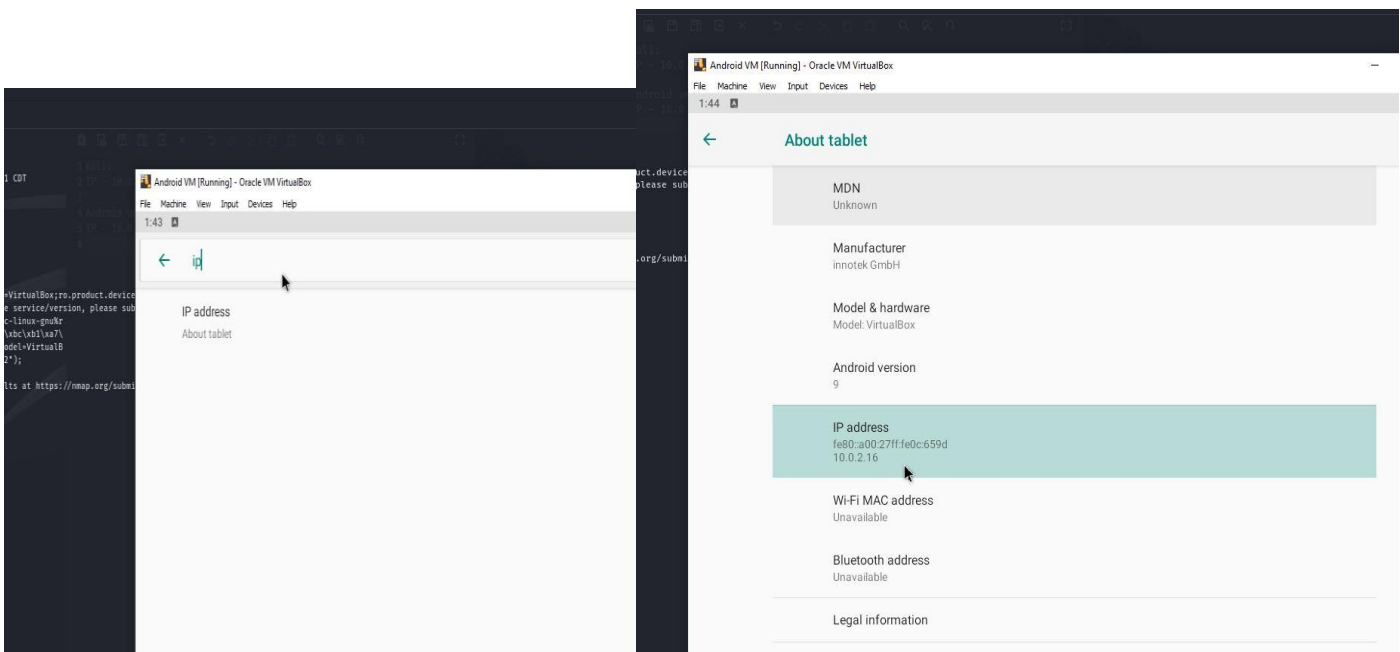 1 CDT
Android VM [Running] - Oracle VM VirtualBox
File Machine View Input Devices Help
1:43
ip
IP address
About tablet
=VirtualBox;ro.product.device
e service/version, please sub
c-linux-gnu%r
\xbc\xb1\xa7\
odel=VirtualB
2");
lts at https://nmap.org/submi
Android VM [Running] - Oracle VM VirtualBox
File Machine View Input Devices Help
1:44
About tablet
uct.device
please sub
.org/submi
MDN
Unknown
Manufacturer
innotek GmbH
Model & hardware
Model: VirtualBox
Android version
9
IP address
fe80::a00:27ff:fe0c:659d
10.0.2.16
Wi-Fi MAC address
Unavailable
Bluetooth address
Unavailable
Legal information